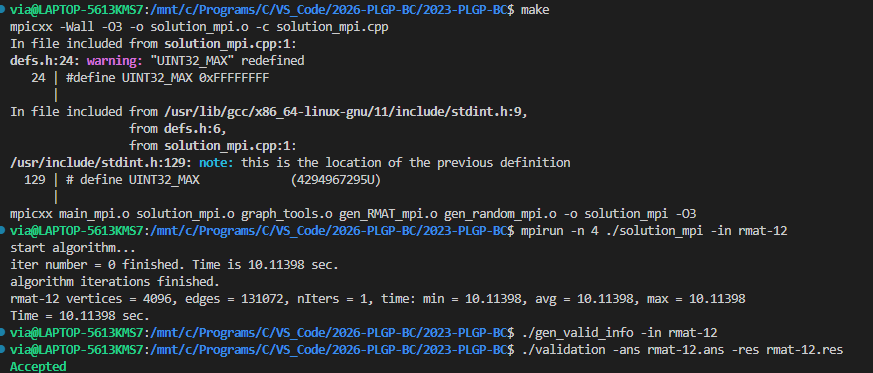 via@LAPTOP-5613KMS7:/mnt/c/Programs/C/VS_Code/2026-PLGP-BC/2023-PLGP-BC$ make
mpicxx -Wall -O3 -o solution_mpi.o -c solution_mpi.cpp
In file included from solution_mpi.cpp:1:
defs.h:24: warning: "UINT32_MAX" redefined
   24 | #define UINT32_MAX 0xFFFFFFFF
      |
In file included from /usr/lib/gcc/x86_64-linux-gnu/11/include/stdint.h:9,
                 from defs.h:6,
                 from solution_mpi.cpp:1:
/usr/include/stdint.h:129: note: this is the location of the previous definition
  129 | # define UINT32_MAX             (4294967295U)
      |
mpicxx main_mpi.o solution_mpi.o graph_tools.o gen_RMAT_mpi.o gen_random_mpi.o -o solution_mpi -O3
via@LAPTOP-5613KMS7:/mnt/c/Programs/C/VS_Code/2026-PLGP-BC/2023-PLGP-BC$ mpirun -n 4 ./solution_mpi -in rmat-12
start algorithm...
iter number = 0 finished. Time is 10.11398 sec.
algorithm iterations finished.
rmat-12 vertices = 4096, edges = 131072, nIters = 1, time: min = 10.11398, avg = 10.11398, max = 10.11398
Time = 10.11398 sec.
via@LAPTOP-5613KMS7:/mnt/c/Programs/C/VS_Code/2026-PLGP-BC/2023-PLGP-BC$ ./gen_valid_info -in rmat-12
via@LAPTOP-5613KMS7:/mnt/c/Programs/C/VS_Code/2026-PLGP-BC/2023-PLGP-BC$ ./validation -ans rmat-12.ans -res rmat-12.res
Accepted